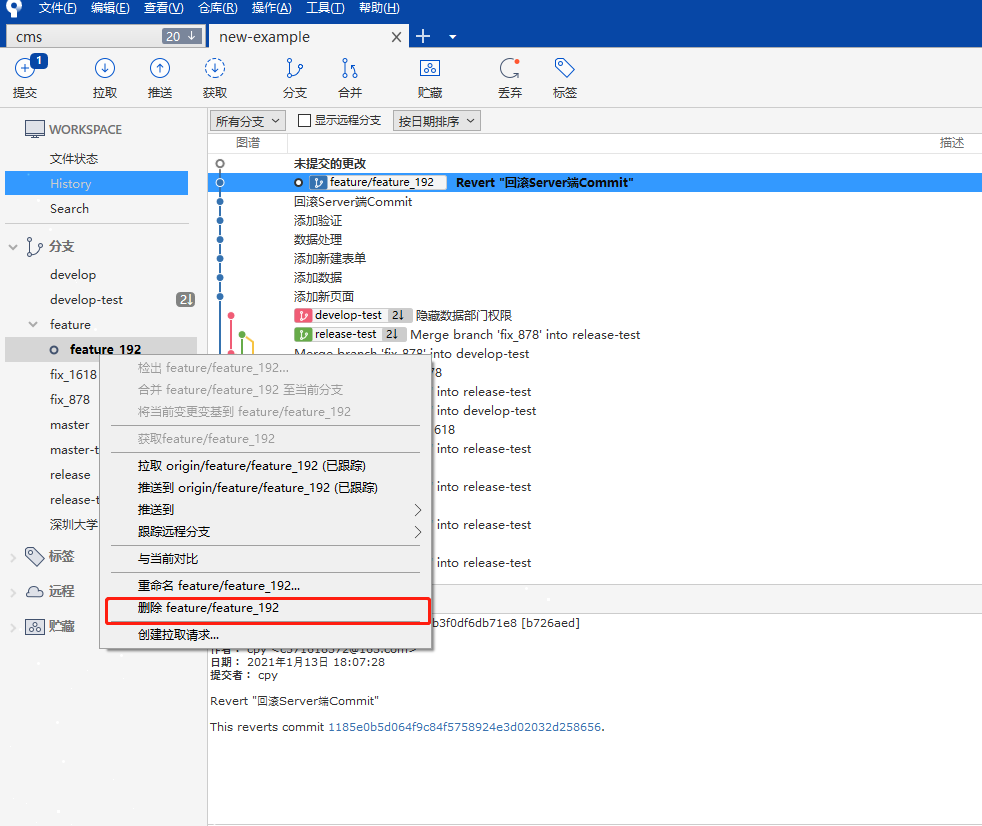 文件(F) 编辑(E) 查看(V) 仓库(R) 操作(A) 工具(T) 帮助(H)
cms 20 ↓ new-example
1
提交 拉取 推送 获取 分支 合并 贮藏 丢弃 标签
WORKSPACE
文件状态
History
Search
分支
develop
develop-test 2↓
feature
feature_192
fix_1618
fix_878
master
master-t
release
release-t
深圳大学
标签
远程
贮藏
所有分支 显示远程分支 按日期排序
图谱 描述
未提交的更改
feature/feature_192 Revert "回滚Server端Commit"
回滚Server端Commit
添加验证
数据处理
添加新建表单
添加数据
添加新页面
develop-test 2↓ 隐藏数据部门权限
release-test 2↓ Merge branch 'fix_878' into release-test
Merge branch 'fix_878' into develop-test
78
into release-test
into develop-test
618
into release-test
into release-test
into release-test
into release-test
检出 feature/feature_192...
合并 feature/feature_192 至当前分支
将当前变更变基到 feature/feature_192
获取feature/feature_192
拉取 origin/feature/feature_192 (已跟踪)
推送到 origin/feature/feature_192 (已跟踪)
推送到
跟踪远程分支
与当前对比
重命名 feature/feature_192...
删除 feature/feature_192
创建拉取请求...
b3f0df6db71e8 [b726aed]
日期： 2021年1月13日 18:07:28
提交者： cpy
Revert "回滚Server端Commit"
This reverts commit 1185e0b5d064f9c84f5758924e3d02032d258656.